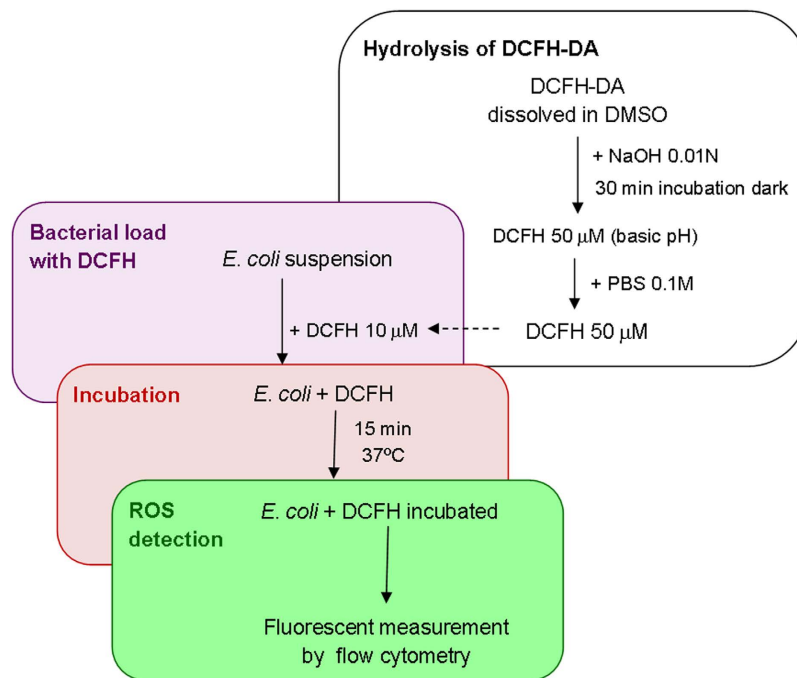 Hydrolysis of DCFH-DA
DCFH-DA
dissolved in DMSO
+ NaOH 0.01N
30 min incubation dark
DCFH 50 µM (basic pH)
+ PBS 0.1M
DCFH 50 µM
Bacterial load
with DCFH
E. coli suspension
+ DCFH 10 µM
Incubation
E. coli + DCFH
15 min
37ºC
ROS
detection
E. coli + DCFH incubated
Fluorescent measurement
by flow cytometry